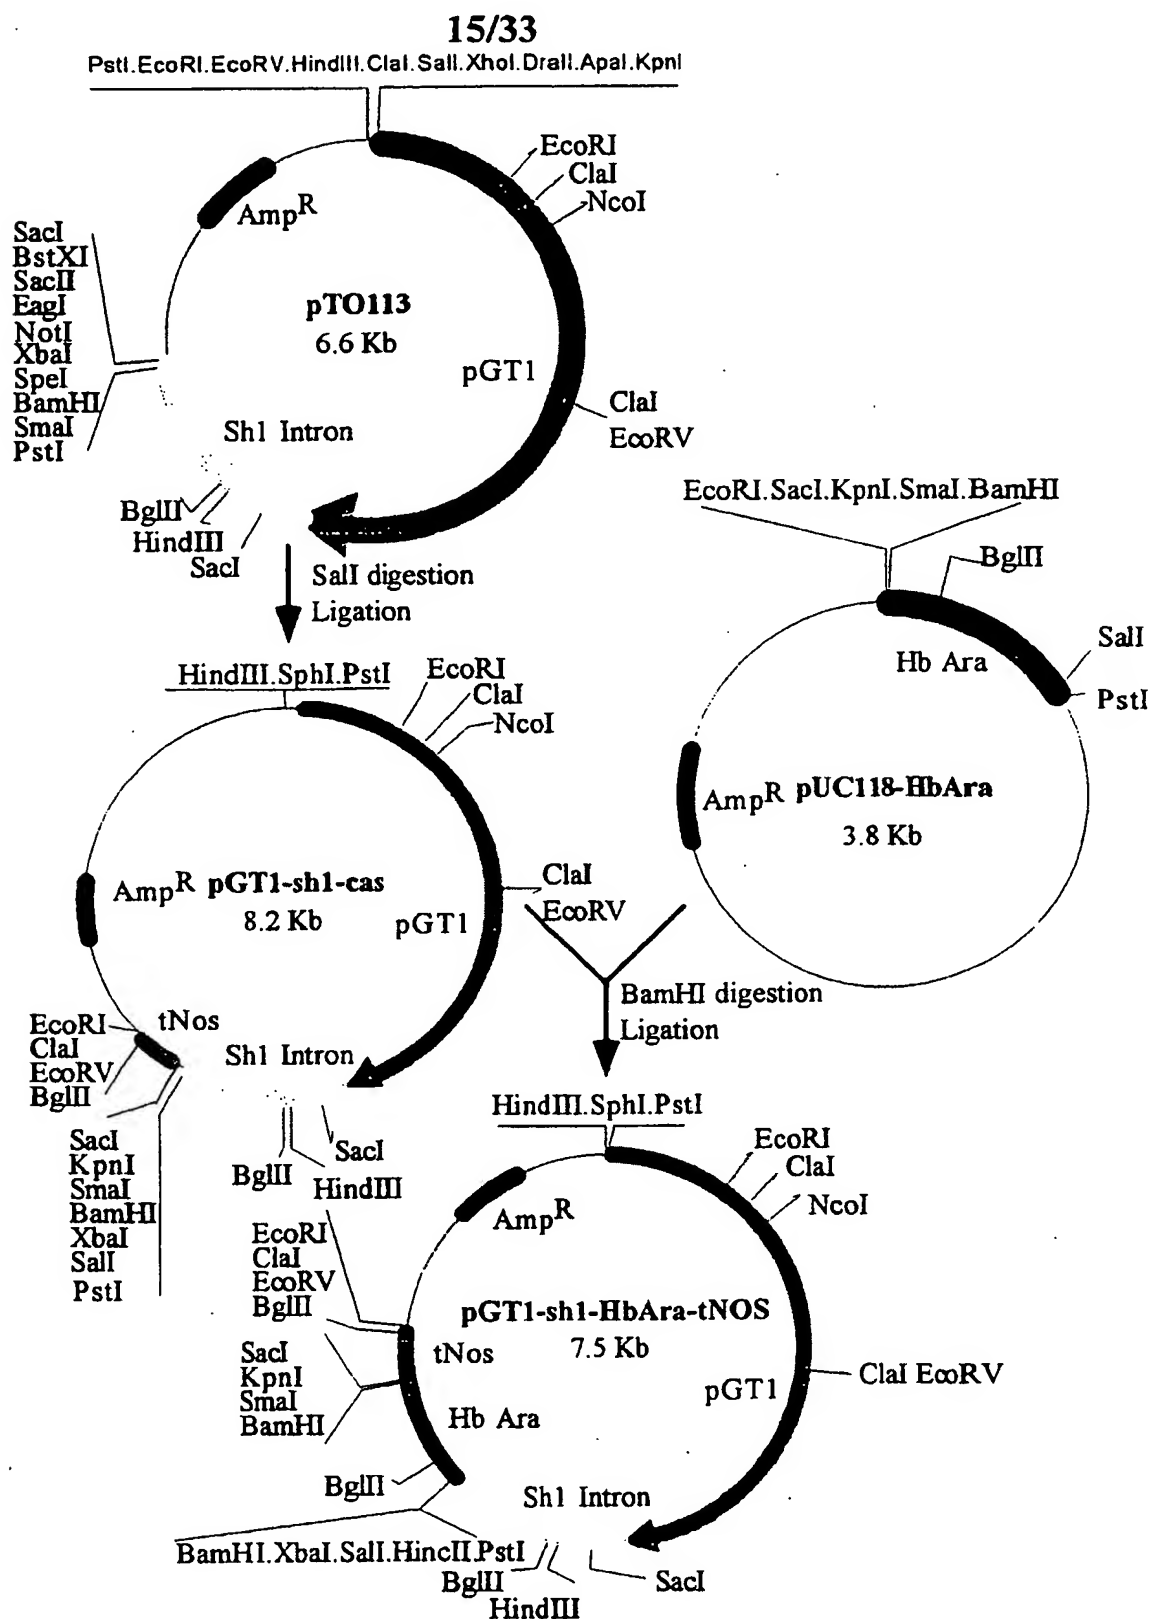 15/33
PstI.EcoRI.EcoRV.HindIII.ClaI.SalI.XhoI.DraII.ApaI.KpnI
EcoRI
ClaI
NcoI
AmpR
SacI
BstXI
SacII
EagI
NotI
XbaI
SpeI
BamHI
SmaI
PstI
pTO113
6.6 Kb
pGT1
ClaI
EcoRV
Sh1 Intron
BglII
HindIII
SacI
SalI digestion
Ligation
EcoRI.SacI.KpnI.SmaI.BamHI
BglII
SalI
Hb Ara
PstI
AmpR pUC118-HbAra
3.8 Kb
HindIII.SphI.PstI
EcoRI
ClaI
NcoI
AmpR pGT1-sh1-cas
8.2 Kb
pGT1
ClaI
EcoRV
BamHI digestion
Ligation
EcoRI
ClaI
EcoRV
BglII
tNos
Sh1 Intron
SacI
KpnI
SmaI
BamHI
XbaI
SalI
PstI
BglII
SacI
HindIII
HindIII.SphI.PstI
EcoRI
ClaI
NcoI
AmpR
EcoRI
ClaI
EcoRV
BglII
pGT1-sh1-HbAra-tNOS
7.5 Kb
tNos
SacI
KpnI
SmaI
BamHI
Hb Ara
pGT1
ClaI EcoRV
BglII
Sh1 Intron
BamHI.XbaI.SalI.HincII.PstI
BglII
HindIII
SacI